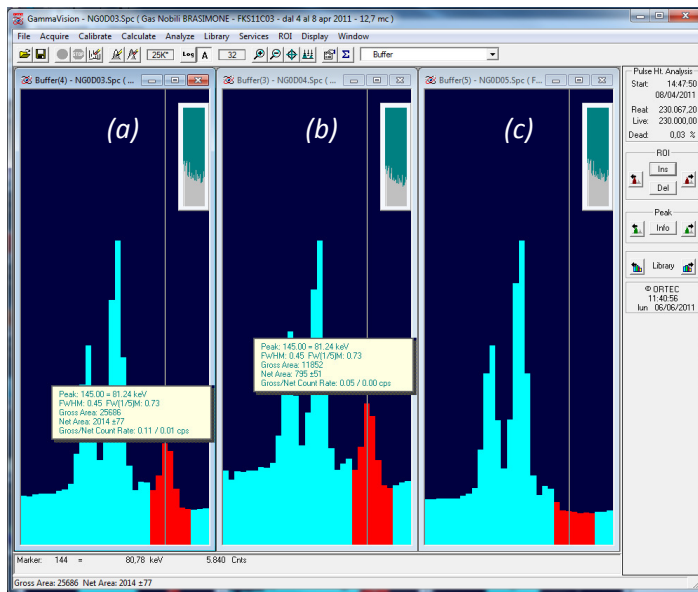 GammaVision - NG0D03.Spc ( Gas Nobili BRASIMONE - FKS11C03 - dal 4 al 8 apr 2011 - 12,7 mc )
File Acquire Calibrate Calculate Analyze Library Services ROI Display Window
25K* Log A 32 Σ Buffer
Buffer(4) - NG0D03.Spc ( ...
Buffer(3) - NG0D04.Spc ( ...
Buffer(5) - NG0D05.Spc ( F...
(a)
(b)
(c)
Peak: 145.00 = 81.24 keV
FWHM: 0.45 FW(1/5)M: 0.73
Gross Area: 25686
Net Area: 2014 ±77
Gross/Net Count Rate: 0.11 / 0.01 cps
Peak: 145.00 = 81.24 keV
FWHM: 0.45 FW(1/5)M: 0.73
Gross Area: 11852
Net Area: 795 ±51
Gross/Net Count Rate: 0.05 / 0.00 cps
Pulse Ht. Analysis
Start: 14:47:50
08/04/2011
Real: 230.067,20
Live: 230.000,00
Dead: 0,03 %
ROI
Ins
Del
Peak
Info
Library
© ORTEC
11:40:56
lun 06/06/2011
Marker: 144 = 80,78 keV 5.840 Cnts
Gross Area: 25686 Net Area: 2014 ±77